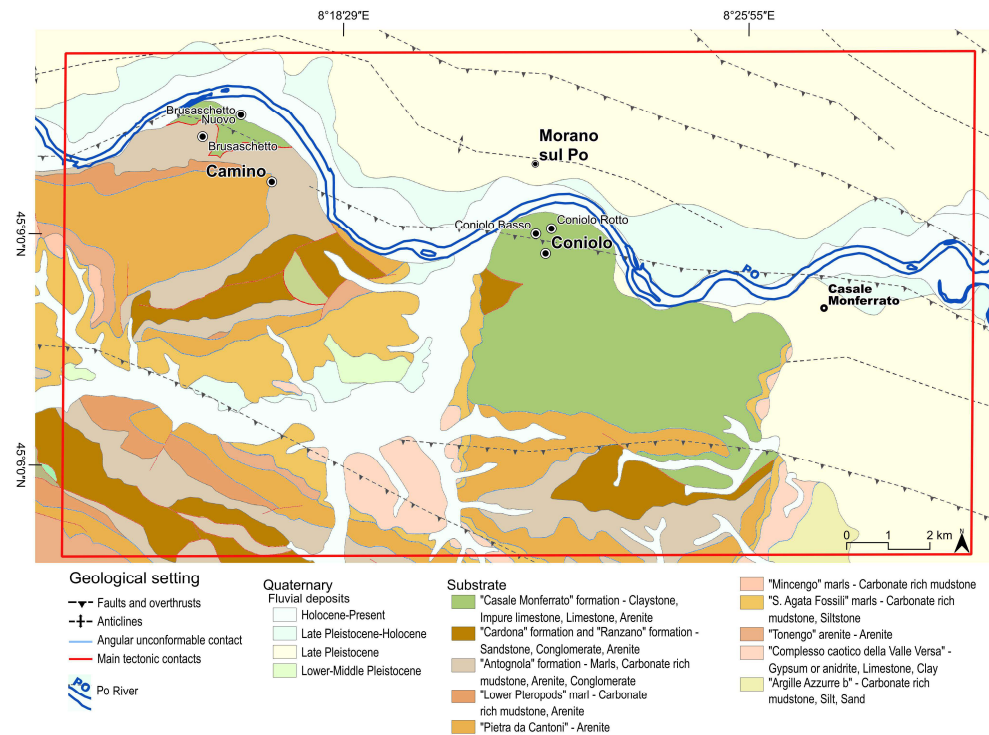 8°18'29"E
8°25'55"E
Brusaschetto
Nuovo
Brusaschetto
Camino
Morano
sul Po
Coniolo Basso
Coniolo Rotto
Coniolo
PO
Casale
Monferrato
45°9'0"N
45°6'0"N
0 1 2 km
N
Geological setting
Faults and overthrusts
Anticlines
Angular unconformable contact
Main tectonic contacts
PO
Po River
Quaternary
Fluvial deposits
Holocene-Present
Late Pleistocene-Holocene
Late Pleistocene
Lower-Middle Pleistocene
Substrate
"Casale Monferrato" formation - Claystone,
Impure limestone, Limestone, Arenite
"Cardona" formation and "Ranzano" formation -
Sandstone, Conglomerate, Arenite
"Antognola" formation - Marls, Carbonate rich
mudstone, Arenite, Conglomerate
"Lower Pteropods" marl - Carbonate
rich mudstone, Arenite
"Pietra da Cantoni" - Arenite
"Mincengo" marls - Carbonate rich mudstone
"S. Agata Fossili" marls - Carbonate rich
mudstone, Siltstone
"Tonengo" arenite - Arenite
"Complesso caotico della Valle Versa" -
Gypsum or anidrite, Limestone, Clay
"Argille Azzurre b" - Carbonate rich
mudstone, Silt, Sand